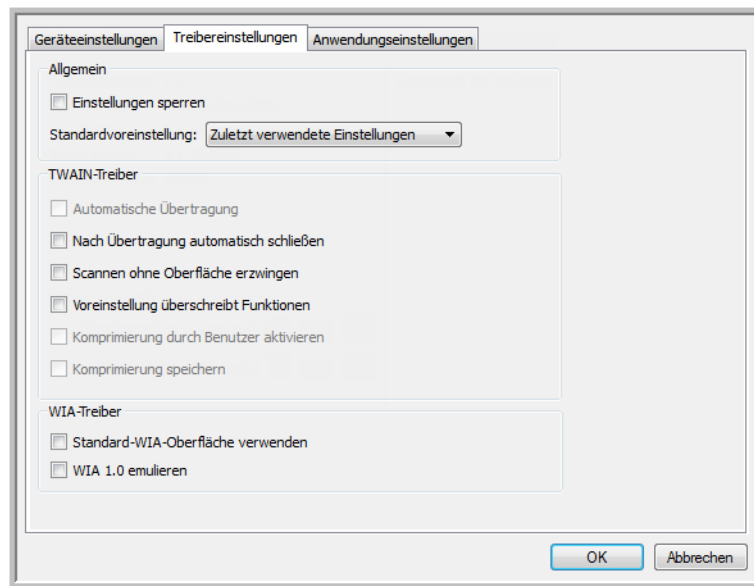 Geräteeinstellungen Treibereinstellungen Anwendungseinstellungen
Allgemein
Einstellungen sperren
Standardvoreinstellung: Zuletzt verwendete Einstellungen
TWAIN-Treiber
Automatische Übertragung
Nach Übertragung automatisch schließen
Scannen ohne Oberfläche erzwingen
Voreinstellung überschreibt Funktionen
Komprimierung durch Benutzer aktivieren
Komprimierung speichern
WIA-Treiber
Standard-WIA-Oberfläche verwenden
WIA 1.0 emulieren
OK Abbrechen